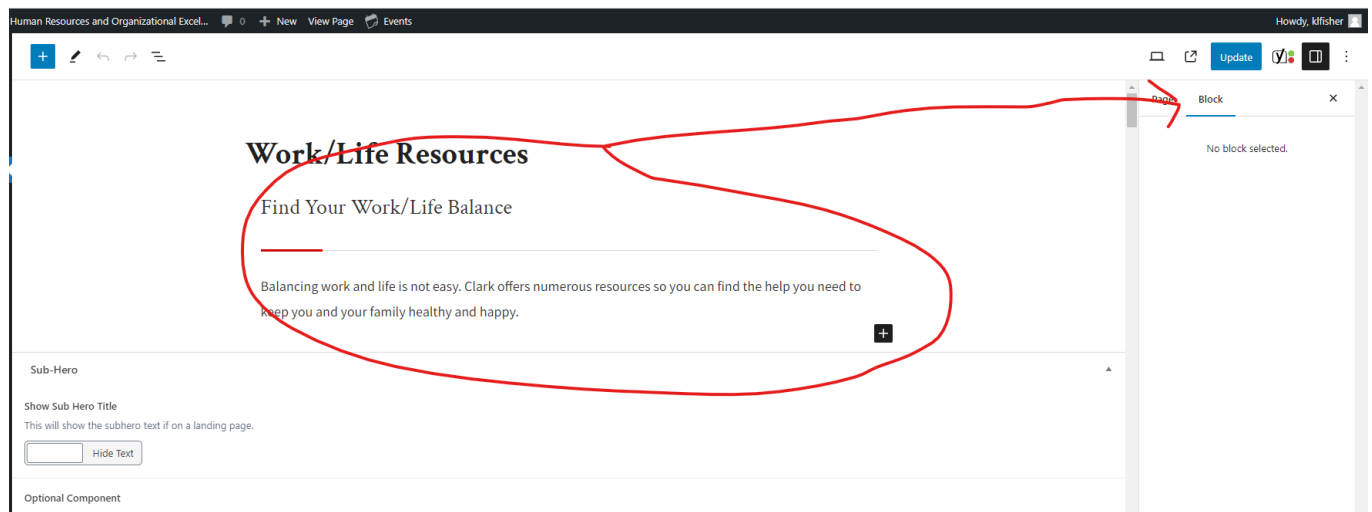 Human Resources and Organizational Excel... 0 New View Page Events Howdy, klfisher
Update
Page Block
No block selected.
Work/Life Resources
Find Your Work/Life Balance
Balancing work and life is not easy. Clark offers numerous resources so you can find the help you need to
keep you and your family healthy and happy.
Sub-Hero
Show Sub Hero Title
This will show the subhero text if on a landing page.
Hide Text
Optional Component